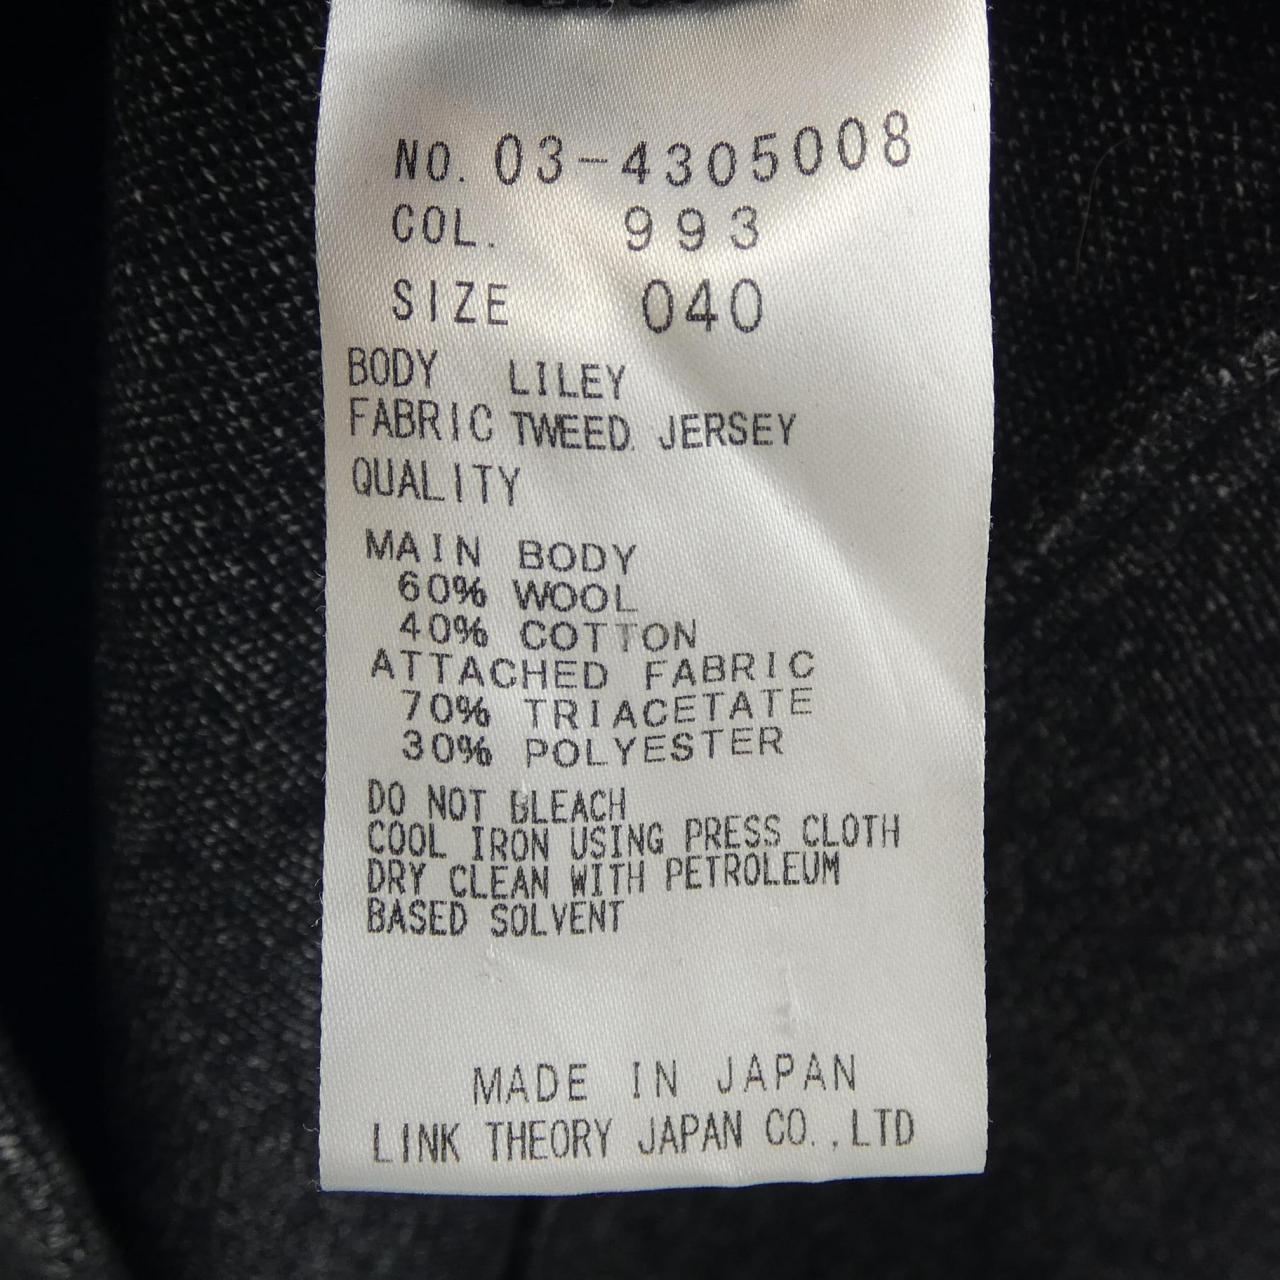 NO. 03-4305008
COL. 993
SIZE 040
BODY LILEY
FABRIC TWEED JERSEY
QUALITY
MAIN BODY
60% WOOL
40% COTTON
ATTACHED FABRIC
70% TRIACETATE
30% POLYESTER
DO NOT BLEACH
COOL IRON USING PRESS CLOTH
DRY CLEAN WITH PETROLEUM
BASED SOLVENT
MADE IN JAPAN
LINK THEORY JAPAN CO.,LTD